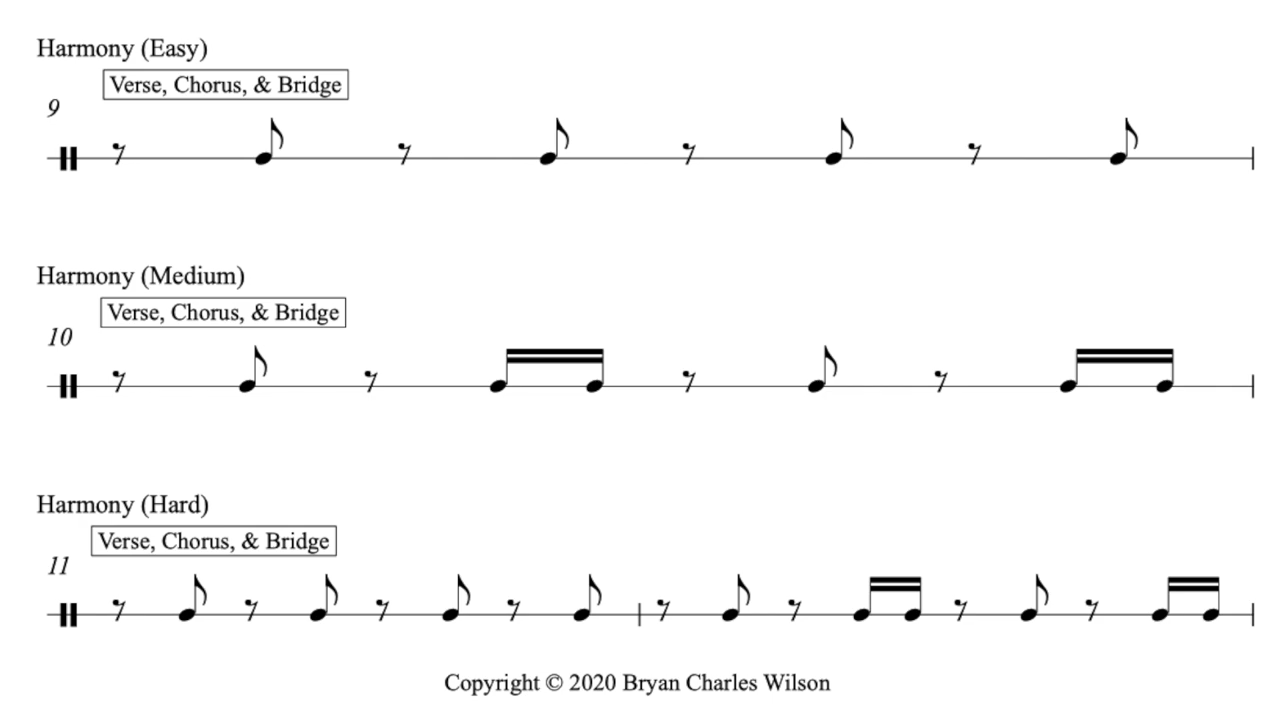 Harmony (Easy)
Verse, Chorus, & Bridge
9
Harmony (Medium)
Verse, Chorus, & Bridge
10
Harmony (Hard)
Verse, Chorus, & Bridge
11
Copyright © 2020 Bryan Charles Wilson